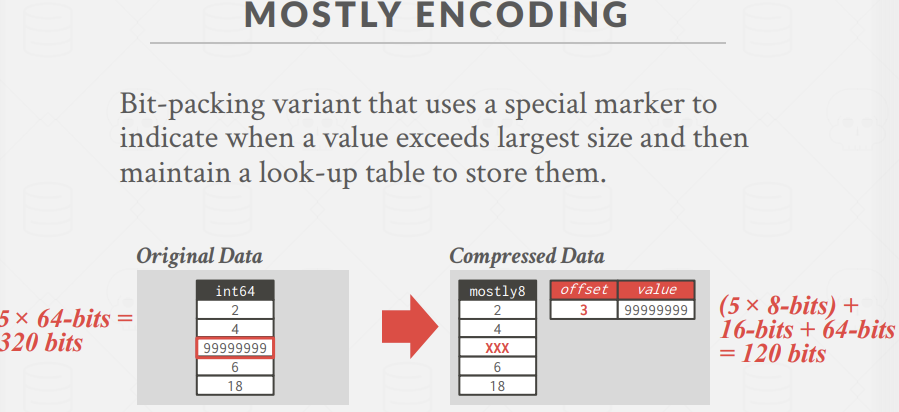 MOSTLY ENCODING
Bit-packing variant that uses a special marker to
indicate when a value exceeds largest size and then
maintain a look-up table to store them.
Original Data
int64
2
4
99999999
6
18
5 × 64-bits =
320 bits
Compressed Data
mostly8
2
4
XXX
6
18
offset value
3 99999999
(5 × 8-bits) +
16-bits + 64-bits
= 120 bits